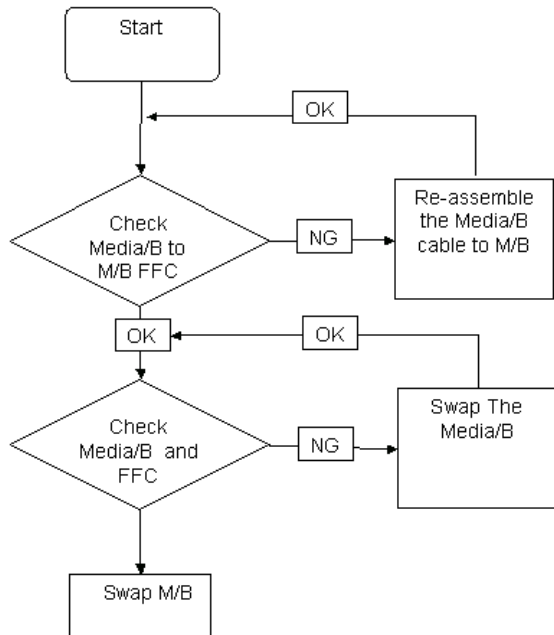 Start
OK
Check
Media/B to
M/B FFC
NG
Re-assemble
the Media/B
cable to M/B
OK
OK
Check
Media/B and
FFC
NG
Swap The
Media/B
Swap M/B